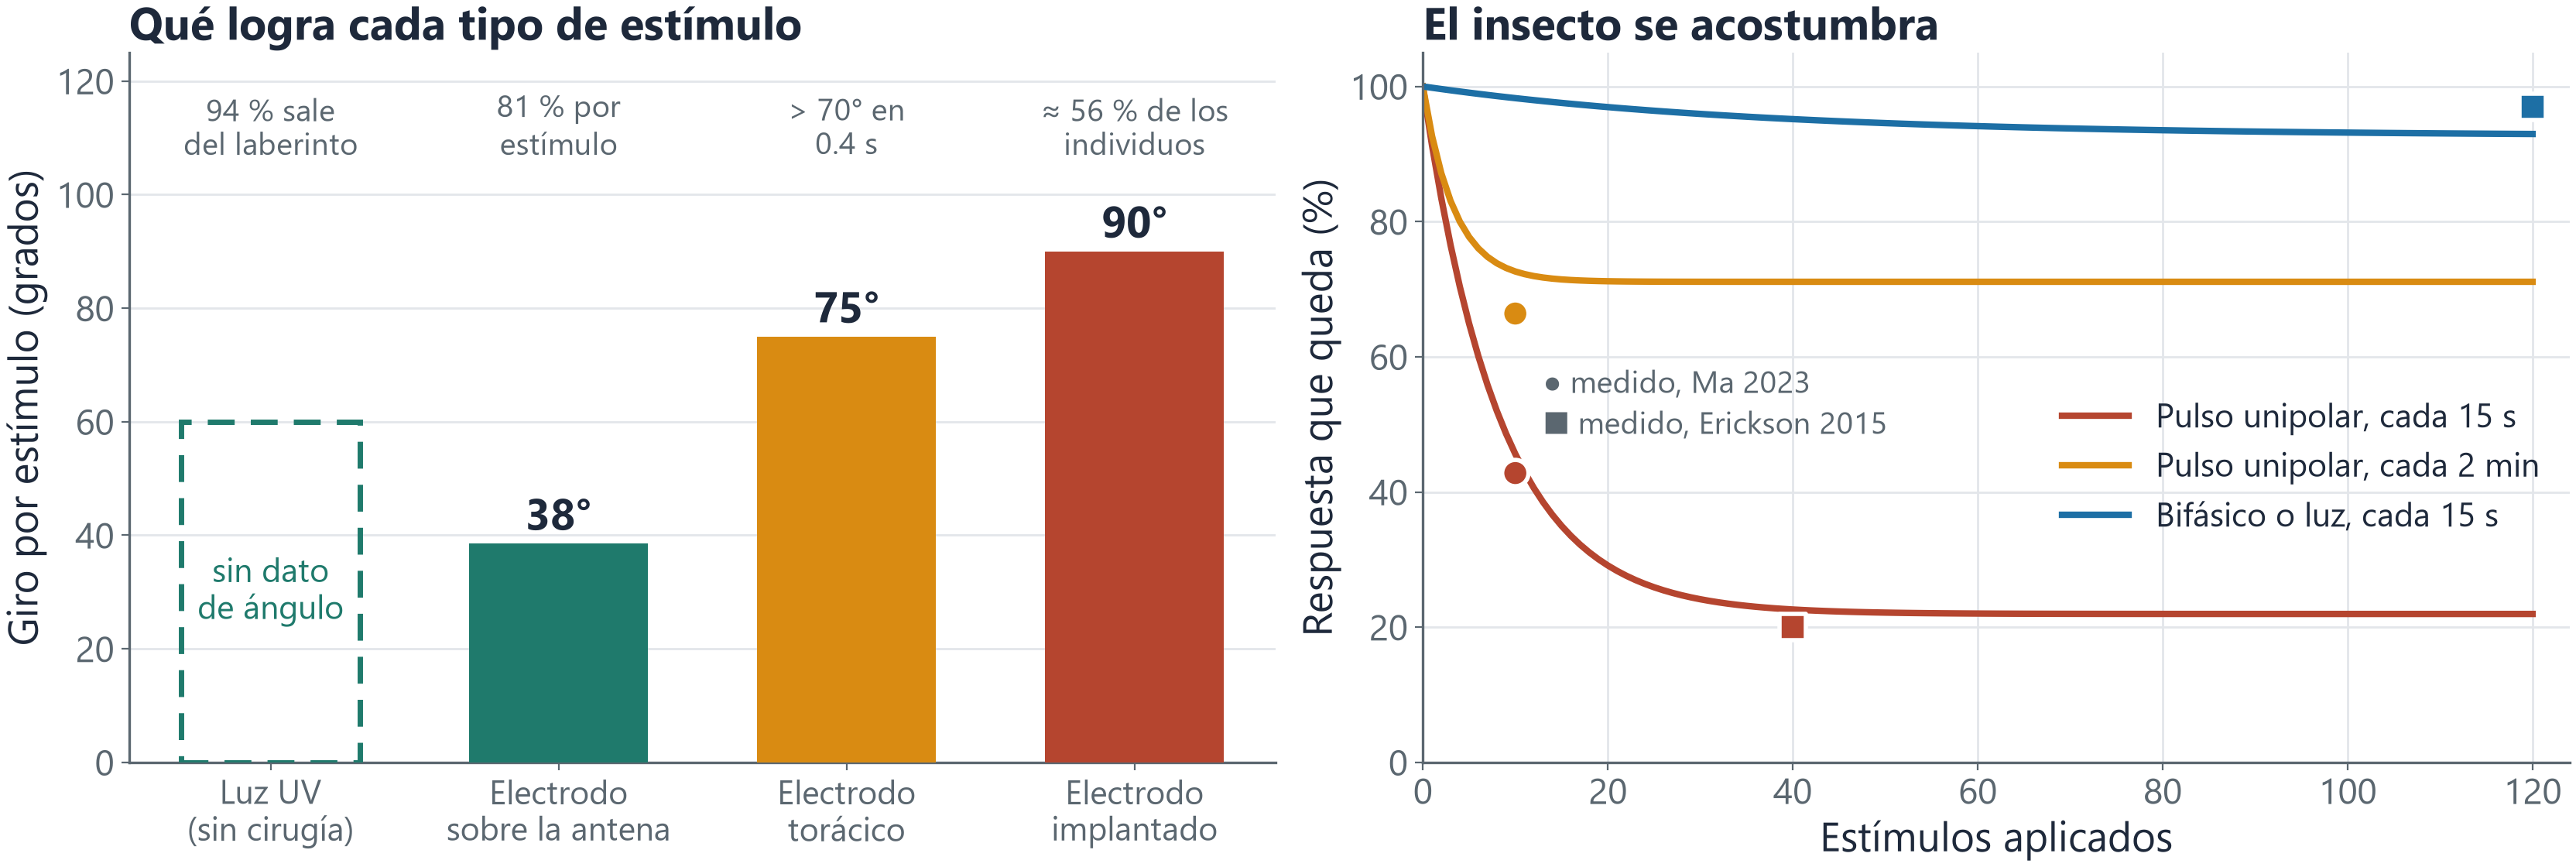 Qué logra cada tipo de estímulo
Giro por estímulo (grados)
120
100
80
60
40
20
0
94 % sale
del laberinto
81 % por
estímulo
> 70° en
0.4 s
≈ 56 % de los
individuos
sin dato
de ángulo
38°
75°
90°
Luz UV
(sin cirugía)
Electrodo
sobre la antena
Electrodo
torácico
Electrodo
implantado
El insecto se acostumbra
Respuesta que queda (%)
100
80
60
40
20
0
medido, Ma 2023
medido, Erickson 2015
Pulso unipolar, cada 15 s
Pulso unipolar, cada 2 min
Bifásico o luz, cada 15 s
0 20 40 60 80 100 120
Estímulos aplicados